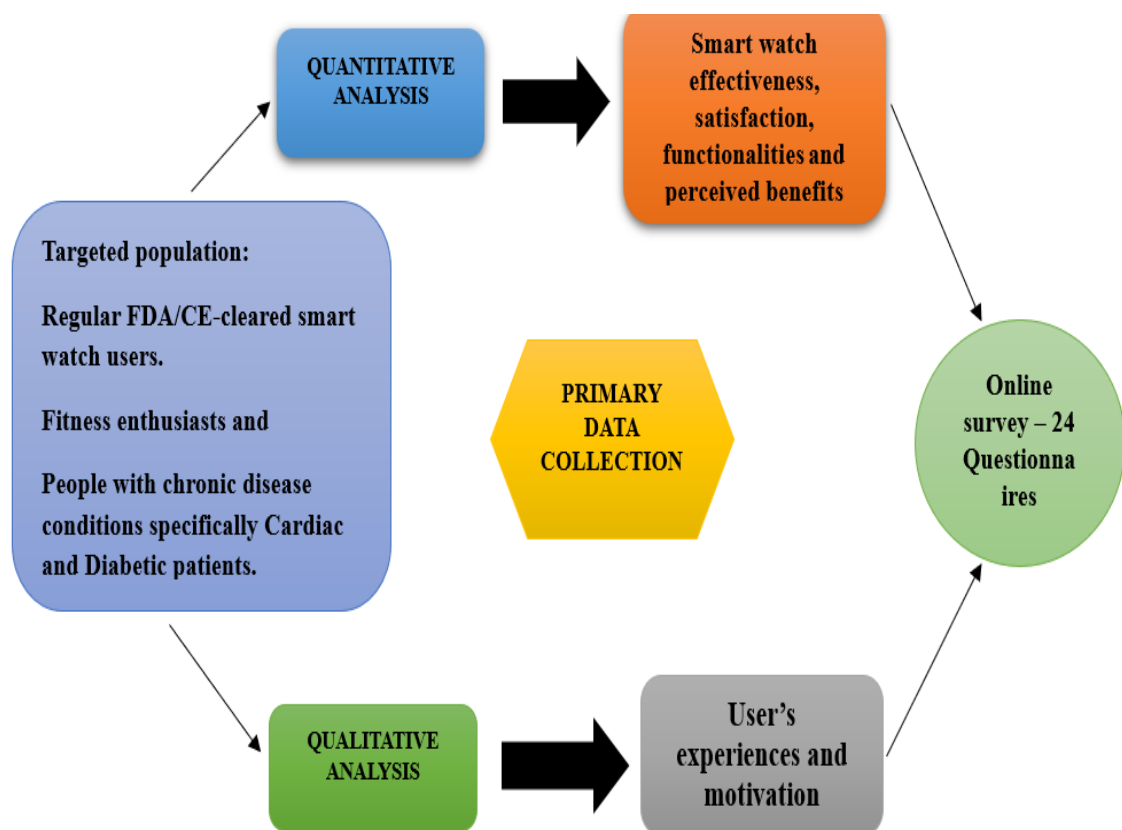 QUANTITATIVE
ANALYSIS
Smart watch
effectiveness,
satisfaction,
functionalities and
perceived benefits
Targeted population:
Regular FDA/CE-cleared smart
watch users.
Fitness enthusiasts and
People with chronic disease
conditions specifically Cardiac
and Diabetic patients.
PRIMARY
DATA
COLLECTION
Online
survey – 24
Questionna
ires
QUALITATIVE
ANALYSIS
User’s
experiences and
motivation